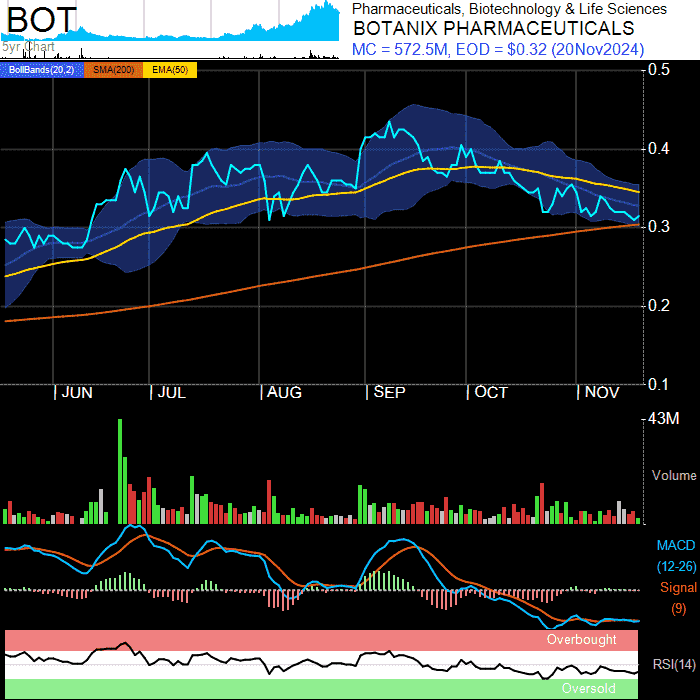 BOT
5yr Chart
Pharmaceuticals, Biotechnology & Life Sciences
BOTANIX PHARMACEUTICALS
MC = 572.5M, EOD = $0.32 (20Nov2024)
BollBands(20,2) SMA(200) EMA(50)
0.5
0.4
0.3
0.2
0.1
JUN JUL AUG SEP OCT NOV
43M
Volume
MACD
(12-26)
Signal
(9)
Overbought
RSI(14)
Oversold